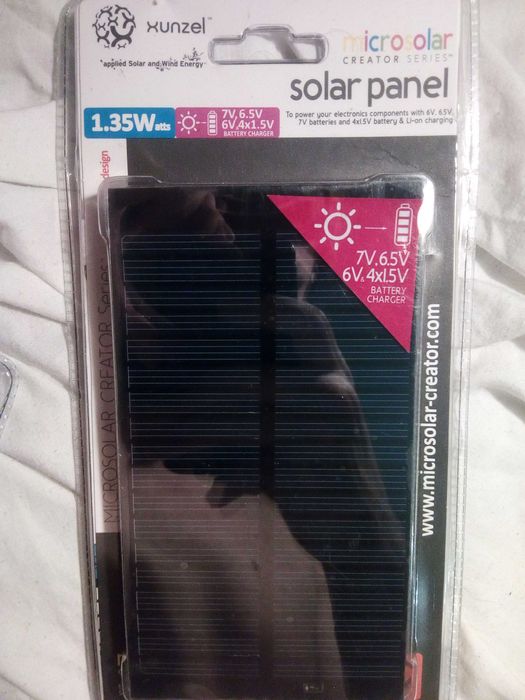 xunzel™
applied Solar and Wind Energy
microsolar
CREATOR SERIES™
solar panel
1.35Watts
7V, 6.5V
6V, 4x1.5V
BATTERY CHARGER
To power your electronics components with 6V, 6.5V,
7V batteries and 4x1.5V battery & Li-on charging
design
7V, 6.5V
6V, 4x1.5V
BATTERY
CHARGER
MICROSOLAR CREATOR Series
www.microsolar-creator.com